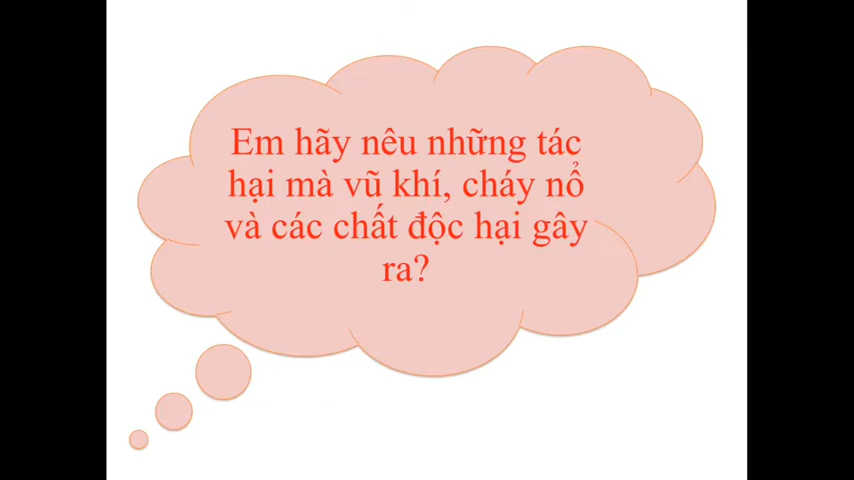 Em hãy nêu những tác
hại mà vũ khí, cháy nổ
và các chất độc hại gây
ra?